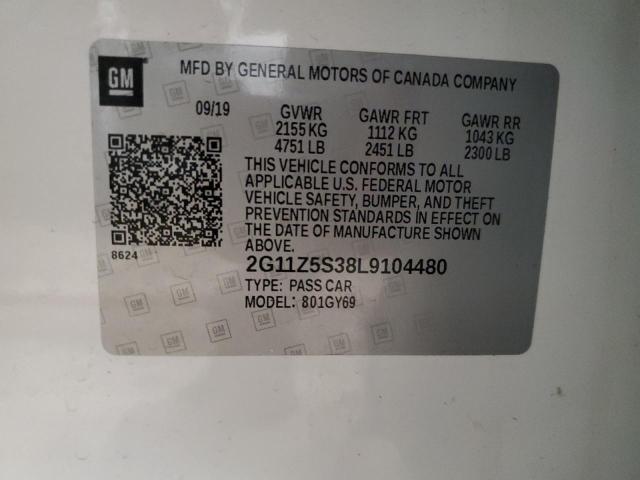 GM
MFD BY GENERAL MOTORS OF CANADA COMPANY
09/19 GVWR GAWR FRT GAWR RR
2155 KG 1112 KG 1043 KG
4751 LB 2451 LB 2300 LB
THIS VEHICLE CONFORMS TO ALL
APPLICABLE U.S. FEDERAL MOTOR
VEHICLE SAFETY, BUMPER, AND THEFT
PREVENTION STANDARDS IN EFFECT ON
THE DATE OF MANUFACTURE SHOWN
ABOVE.
8624
2G11Z5S38L9104480
TYPE: PASS CAR
MODEL: 801GY69